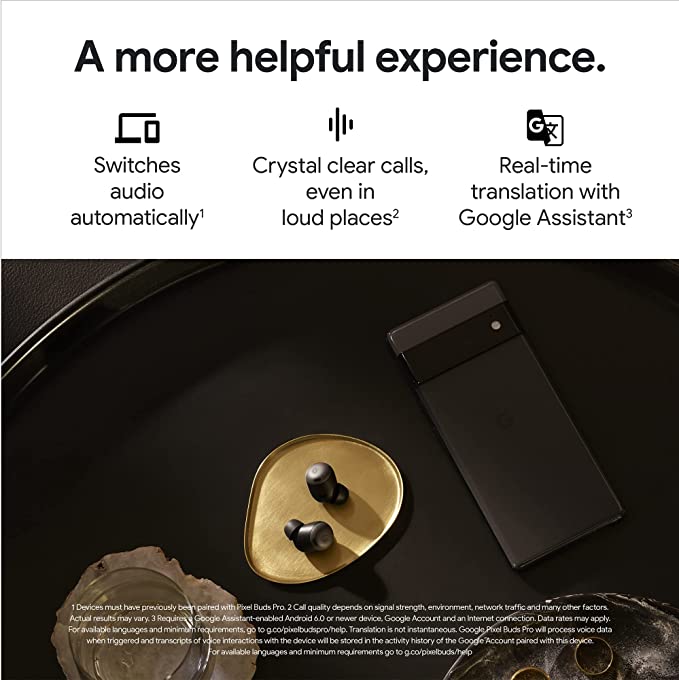 A more helpful experience.
Switches
audio
automatically¹
Crystal clear calls,
even in
loud places²
Real-time
translation with
Google Assistant³
1 Devices must have previously been paired with Pixel Buds Pro. 2 Call quality depends on signal strength, environment, network traffic and many other factors.
Actual results may vary. 3 Requires a Google Assistant-enabled Android 6.0 or newer device, Google Account and an Internet connection. Data rates may apply.
For available languages and minimum requirements, go to g.co/pixelbudspro/help. Translation is not instantaneous. Google Pixel Buds Pro will process voice data
when triggered and transcripts of voice interactions with the device will be stored in the activity history of the Google Account paired with this device.
For available languages and minimum requirements go to g.co/pixelbuds/help